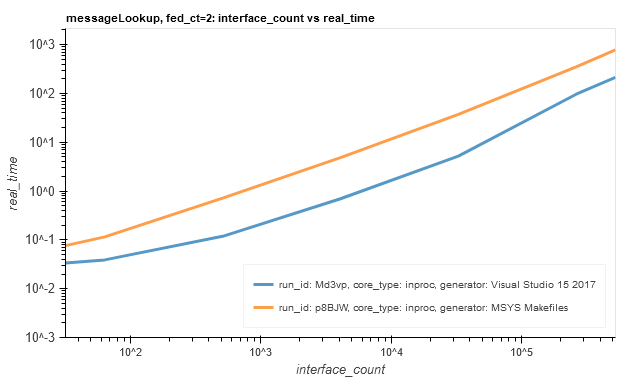 messageLookup, fed_ct=2: interface_count vs real_time
10^3
10^2
10^1
10^0
10^-1
10^-2
10^-3
real_time
run_id: Md3vp, core_type: inproc, generator: Visual Studio 15 2017
run_id: p8BJW, core_type: inproc, generator: MSYS Makefiles
10^2 10^3 10^4 10^5
interface_count